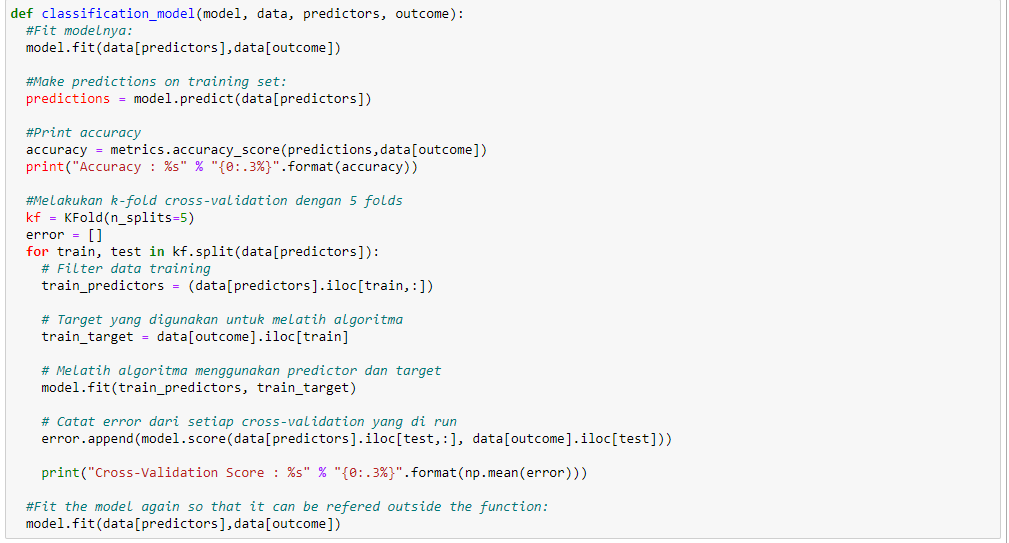 def classification_model(model, data, predictors, outcome):
#Fit modelnya:
model.fit(data[predictors],data[outcome])
#Make predictions on training set:
predictions = model.predict(data[predictors])
#Print accuracy
accuracy = metrics.accuracy_score(predictions,data[outcome])
print("Accuracy : %s" % "{0:.3%}".format(accuracy))
#Melakukan k-fold cross-validation dengan 5 folds
kf = KFold(n_splits=5)
error = []
for train, test in kf.split(data[predictors]):
# Filter data training
train_predictors = (data[predictors].iloc[train,:])
# Target yang digunakan untuk melatih algoritma
train_target = data[outcome].iloc[train]
# Melatih algoritma menggunakan predictor dan target
model.fit(train_predictors, train_target)
# Catat error dari setiap cross-validation yang di run
error.append(model.score(data[predictors].iloc[test,:], data[outcome].iloc[test]))
print("Cross-Validation Score : %s" % "{0:.3%}".format(np.mean(error)))
#Fit the model again so that it can be refered outside the function:
model.fit(data[predictors],data[outcome])